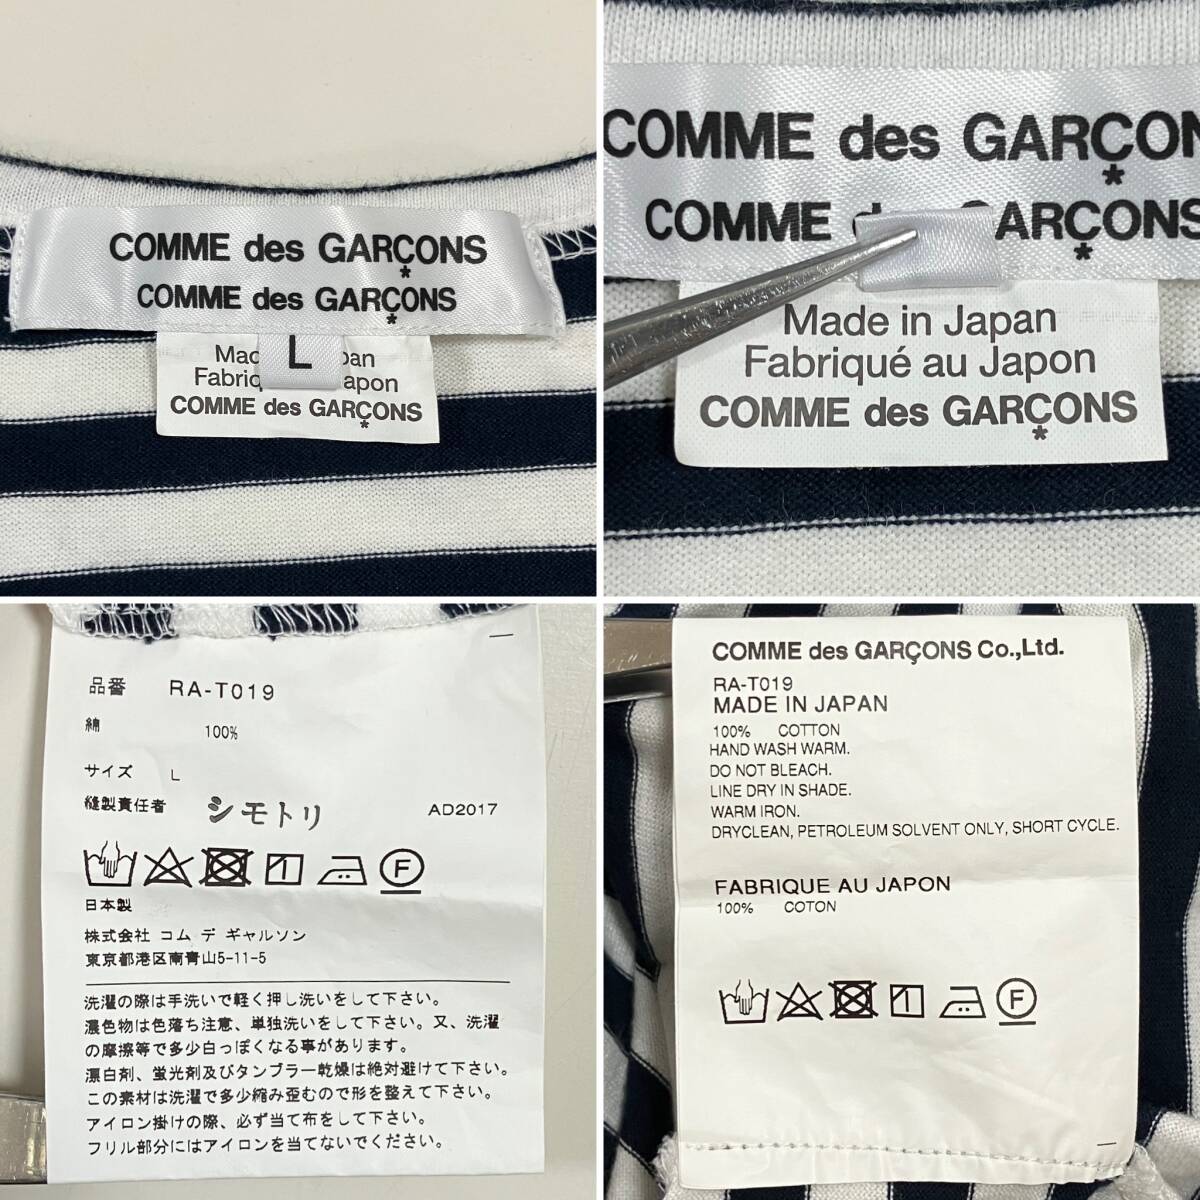 COMME des GARÇONS
COMME des GARÇONS
L
Mac pan
Fabriq apon
COMME des GARÇONS
COMME des GARÇON
COMME ARÇONS
Made in Japan
Fabriqué au Japon
COMME des GARÇONS
品番 RA-T019
綿 100%
サイズ L
縫製責任者 シモトリ AD2017
F
日本製
株式会社 コム デ ギャルソン
東京都港区南青山5-11-5
洗濯の際は手洗いで軽く押し洗いをして下さい。
濃色物は色落ち注意、単独洗いをして下さい。又、洗濯
の摩擦等で多少白っぽくなる事があります。
漂白剤、蛍光剤及びタンブラー乾燥は絶対避けて下さい。
この素材は洗濯で多少縮み歪むので形を整えて下さい。
アイロン掛けの際、必ず当て布をして下さい。
フリル部分にはアイロンを当てないでください。
COMME des GARÇONS Co.,Ltd.
RA-T019
MADE IN JAPAN
100% COTTON
HAND WASH WARM.
DO NOT BLEACH.
LINE DRY IN SHADE.
WARM IRON.
DRYCLEAN, PETROLEUM SOLVENT ONLY, SHORT CYCLE.
FABRIQUE AU JAPON
100% COTON
F